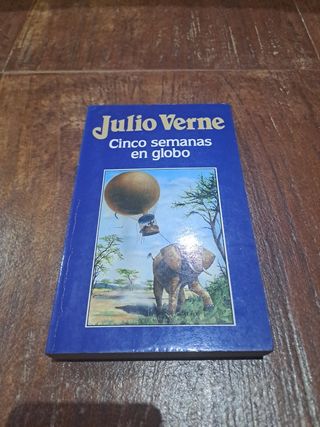 Julio Verne
Cinco semanas
en globo